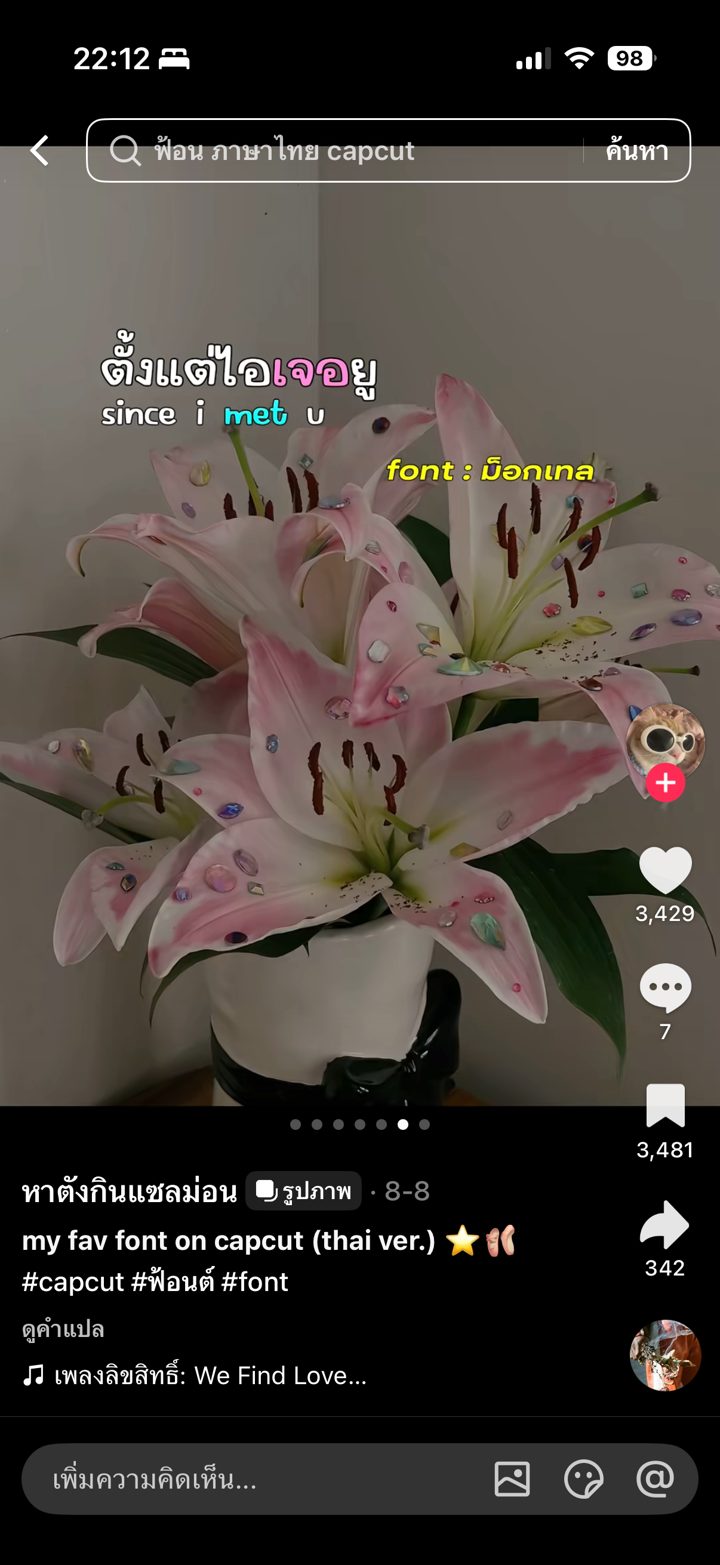 22:12
98
ฟ้อน ภาษาไทย capcut
ค้นหา
ตั้งแต่ไอเจอยู
since i met u
font : ม็อกเทล
3,429
7
3,481
342
หาตังกินแซลม่อน รูปภาพ · 8-8
my fav font on capcut (thai ver.) ⭐🩰
#capcut #ฟ้อนต์ #font
ดูคำแปล
เพลงลิขสิทธิ์: We Find Love...
เพิ่มความคิดเห็น...